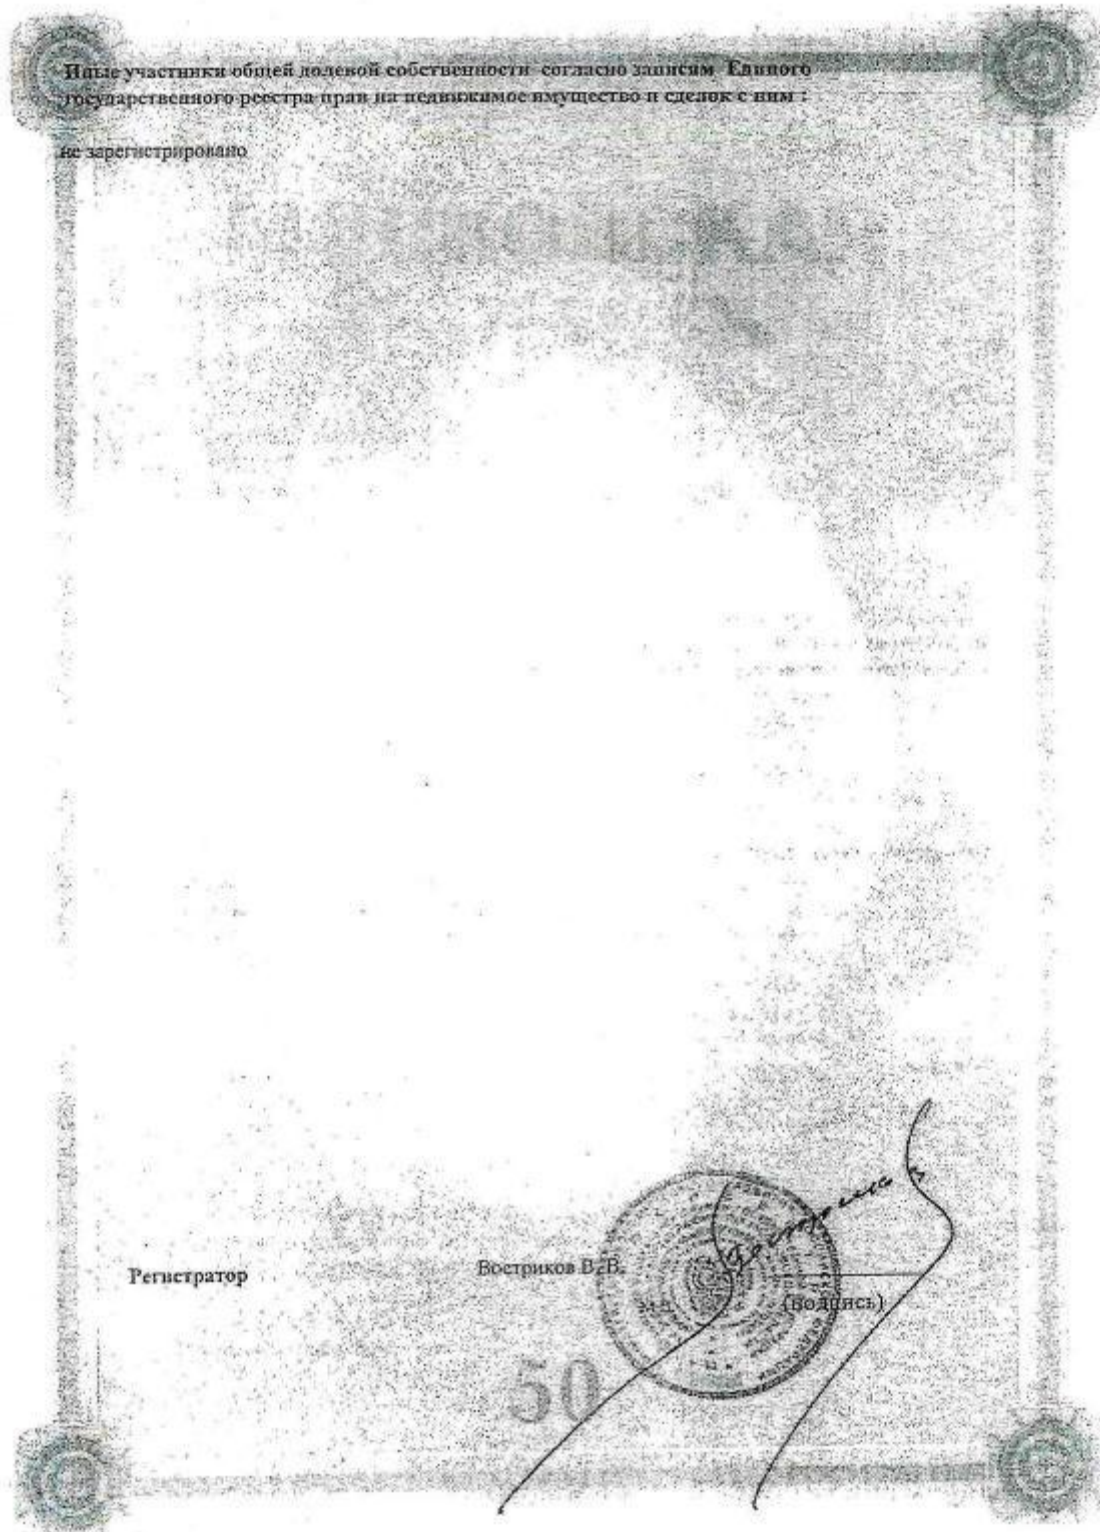 Иные участники общей долевой собственности согласно записям Единого
государственного реестра прав на недвижимое имущество и сделок с ним :
не зарегистрировано
Регистратор
Востриков В. В.
М.П.
(подпись)
50